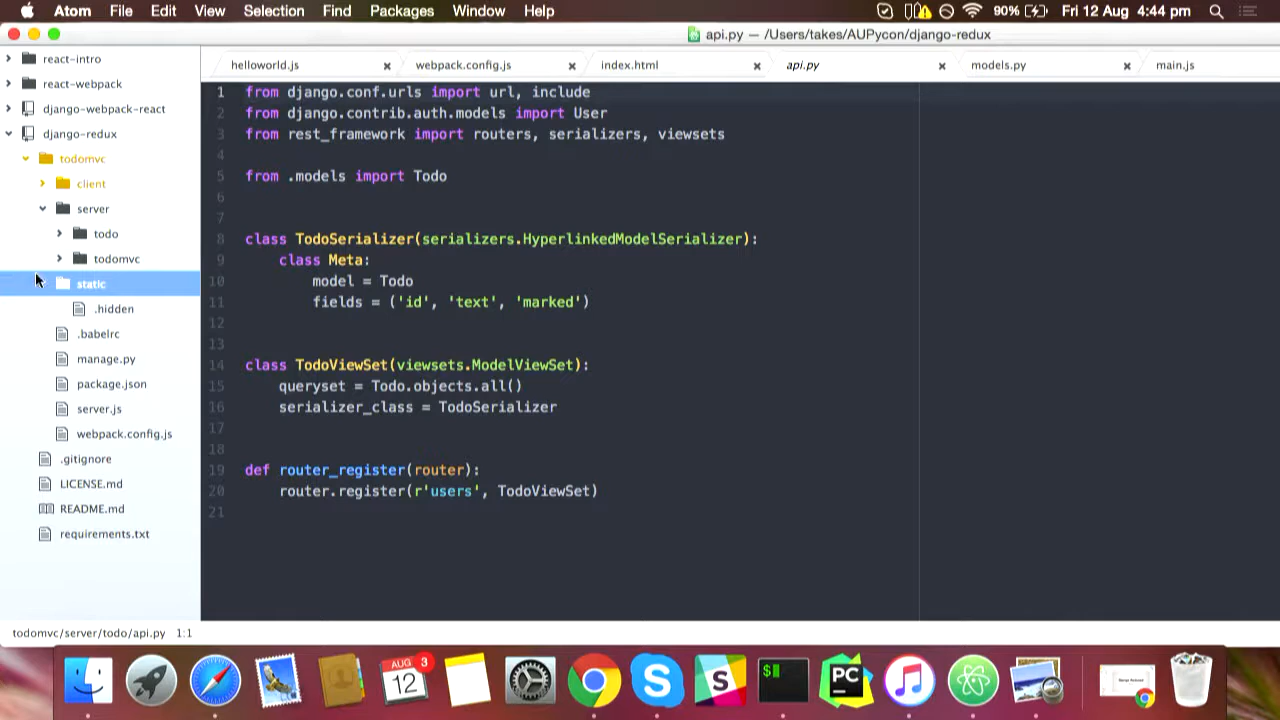 Atom File Edit View Selection Find Packages Window Help 90% Fri 12 Aug 4:44 pm
api.py — /Users/takes/AUPycon/django-redux
react-intro
react-webpack
django-webpack-react
django-redux
todomvc
client
server
todo
todomvc
static
.hidden
.babelrc
manage.py
package.json
server.js
webpack.config.js
.gitignore
LICENSE.md
README.md
requirements.txt
helloworld.js webpack.config.js index.html api.py models.py main.js
1 from django.conf.urls import url, include
2 from django.contrib.auth.models import User
3 from rest_framework import routers, serializers, viewsets
4
5 from .models import Todo
6
7
8 class TodoSerializer(serializers.HyperlinkedModelSerializer):
9 class Meta:
10 model = Todo
11 fields = ('id', 'text', 'marked')
12
13
14 class TodoViewSet(viewsets.ModelViewSet):
15 queryset = Todo.objects.all()
16 serializer_class = TodoSerializer
17
18
19 def router_register(router):
20 router.register(r'users', TodoViewSet)
21
todomvc/server/todo/api.py 1:1
AUG 3
12
S
S
$
PC